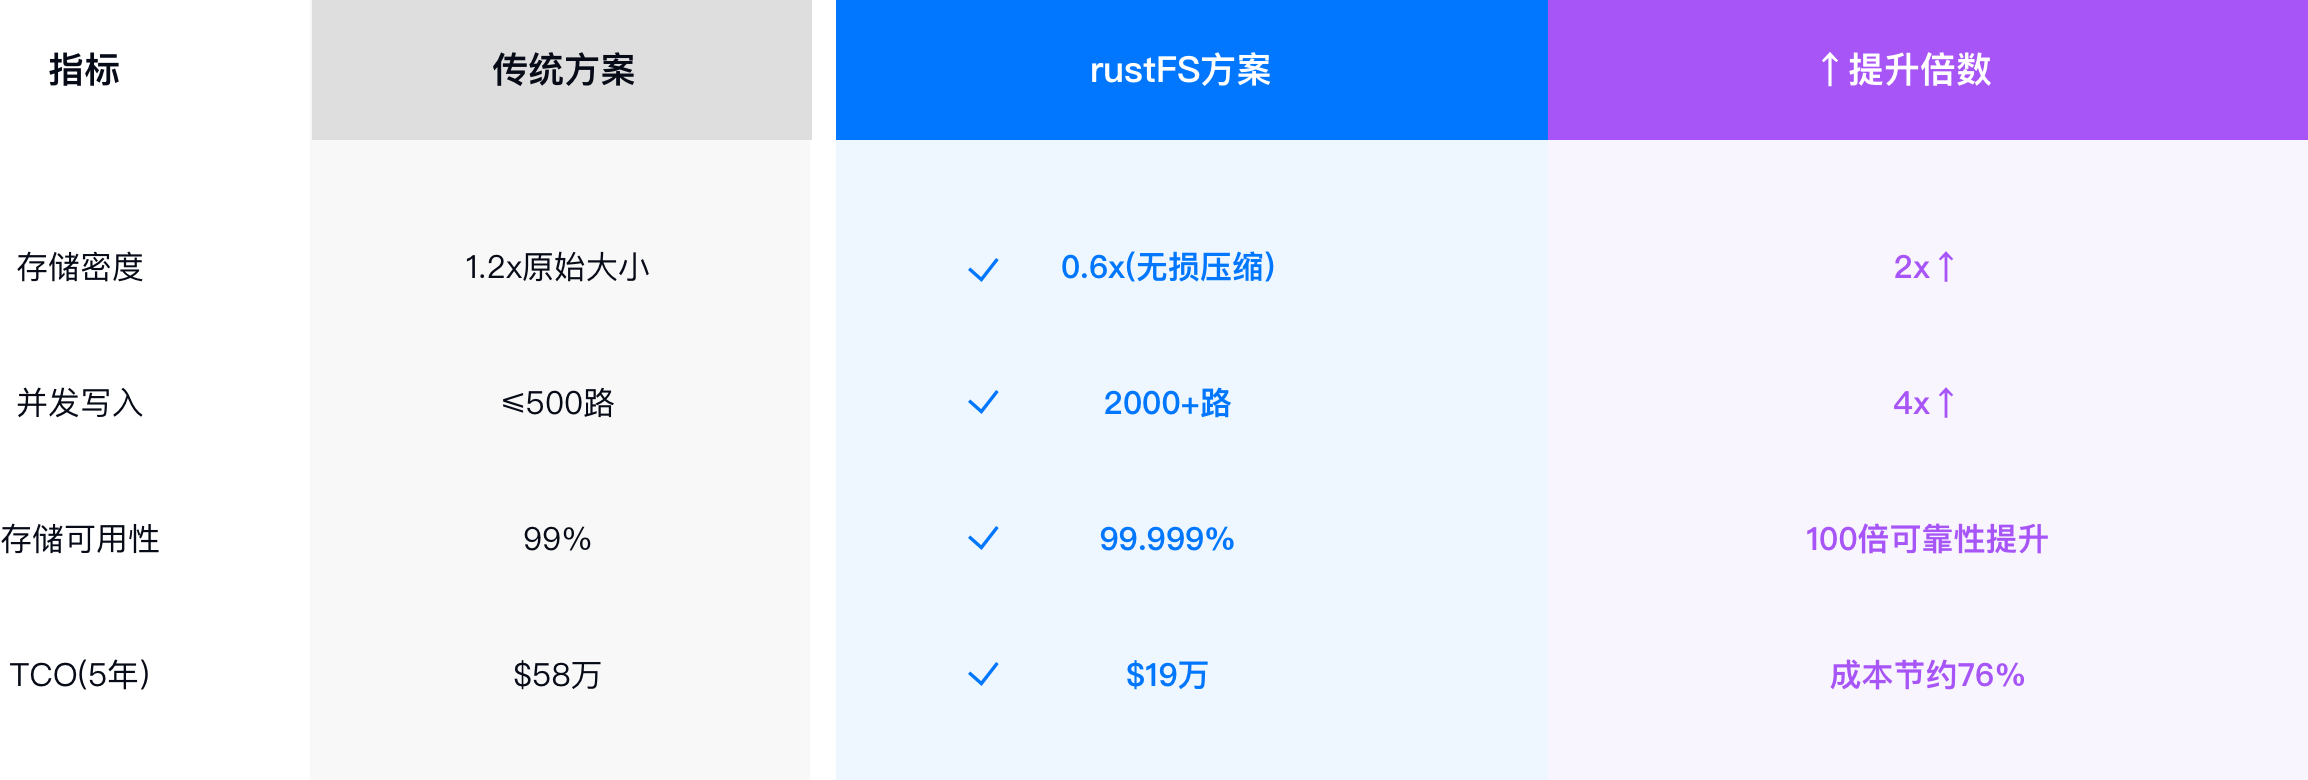 指标 传统方案 rustFS方案 ↑提升倍数
存储密度 1.2x原始大小 ✓ 0.6x(无损压缩) 2x↑
并发写入 ≤500路 ✓ 2000+路 4x↑
存储可用性 99% ✓ 99.999% 100倍可靠性提升
TCO(5年) $58万 ✓ $19万 成本节约76%